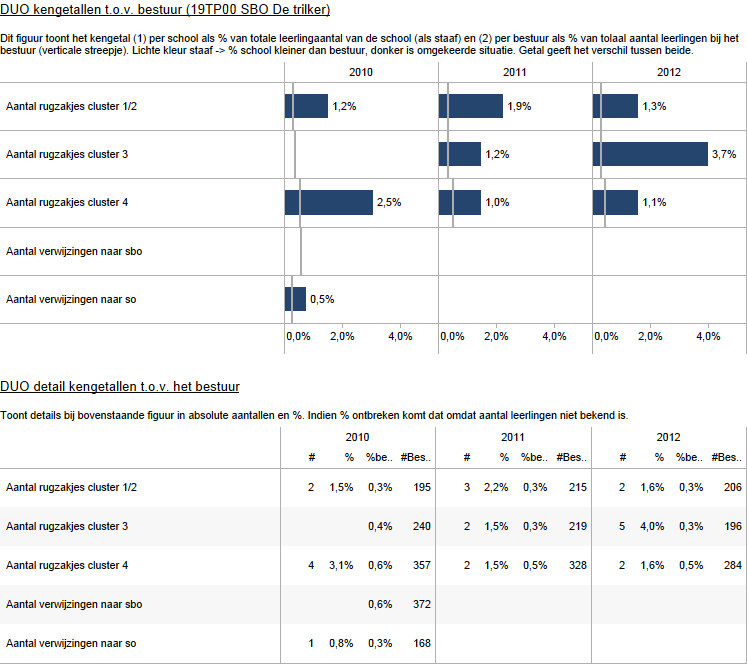 DUO kengetallen t.o.v. bestuur (19TP00 SBO De trilker)
Dit figuur toont het kengetal (1) per school als % van totale leerlingaantal van de school (als staaf) en (2) per bestuur als % van tolaal aantal leerlingen bij het
bestuur (verticale streepje). Lichte kleur staaf -> % school kleiner dan bestuur, donker is omgekeerde situatie. Getal geeft het verschil tussen beide.
2010 2011 2012
Aantal rugzakjes cluster 1/2 1,2% 1,9% 1,3%
Aantal rugzakjes cluster 3 1,2% 3,7%
Aantal rugzakjes cluster 4 2,5% 1,0% 1,1%
Aantal verwijzingen naar sbo
Aantal verwijzingen naar so 0,5%
0,0% 2,0% 4,0% 0,0% 2,0% 4,0% 0,0% 2,0% 4,0%
DUO detail kengetallen t.o.v. het bestuur
Toont details bij bovenstaande figuur in absolute aantallen en %. Indien % ontbreken komt dat omdat aantal leerlingen niet bekend is.
2010 2011 2012
# % %be.. #Bes.. # % %be.. #Bes.. # % %be.. #Bes..
Aantal rugzakjes cluster 1/2 2 1,5% 0,3% 195 3 2,2% 0,3% 215 2 1,6% 0,3% 206
Aantal rugzakjes cluster 3 0,4% 240 2 1,5% 0,3% 219 5 4,0% 0,3% 196
Aantal rugzakjes cluster 4 4 3,1% 0,6% 357 2 1,5% 0,5% 328 2 1,6% 0,5% 284
Aantal verwijzingen naar sbo 0,6% 372
Aantal verwijzingen naar so 1 0,8% 0,3% 168